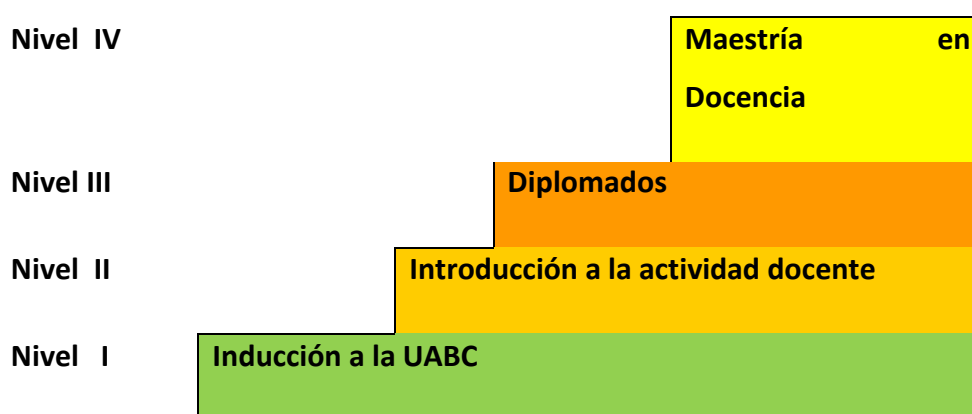 Nivel IV Maestría en
Docencia
Nivel III Diplomados
Nivel II Introducción a la actividad docente
Nivel I Inducción a la UABC